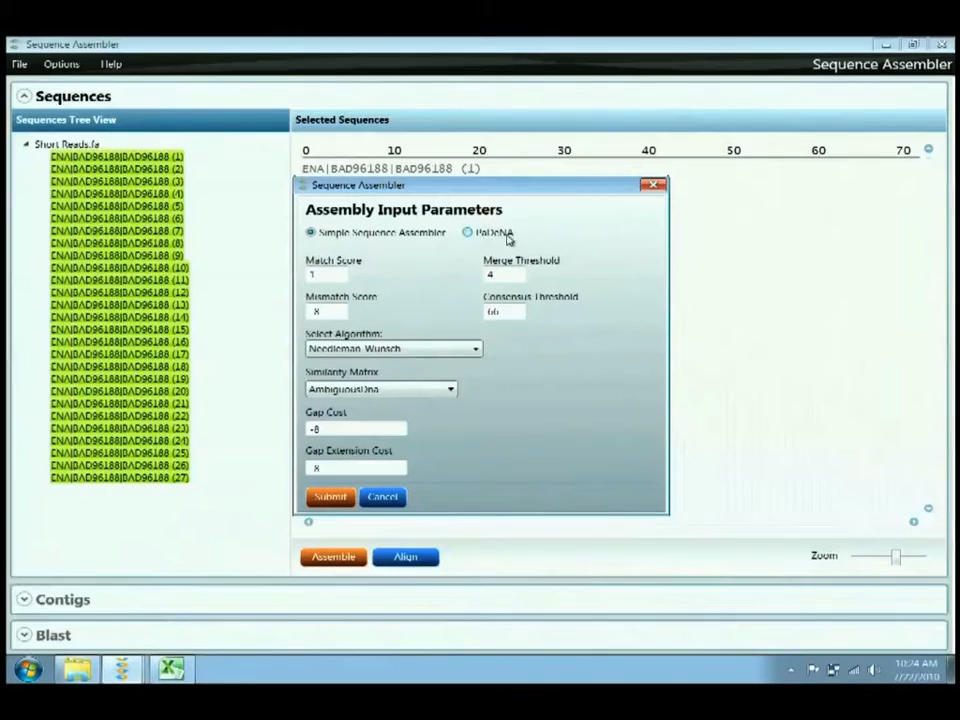 Sequence Assembler
File Options Help Sequence Assembler
Sequences
Sequences Tree View
Short Reads.fa
ENA|BAD96188|BAD96188 (1)
ENA|BAD96188|BAD96188 (2)
ENA|BAD96188|BAD96188 (3)
ENA|BAD96188|BAD96188 (4)
ENA|BAD96188|BAD96188 (5)
ENA|BAD96188|BAD96188 (6)
ENA|BAD96188|BAD96188 (7)
ENA|BAD96188|BAD96188 (8)
ENA|BAD96188|BAD96188 (9)
ENA|BAD96188|BAD96188 (10)
ENA|BAD96188|BAD96188 (11)
ENA|BAD96188|BAD96188 (12)
ENA|BAD96188|BAD96188 (13)
ENA|BAD96188|BAD96188 (14)
ENA|BAD96188|BAD96188 (15)
ENA|BAD96188|BAD96188 (16)
ENA|BAD96188|BAD96188 (17)
ENA|BAD96188|BAD96188 (18)
ENA|BAD96188|BAD96188 (19)
ENA|BAD96188|BAD96188 (20)
ENA|BAD96188|BAD96188 (21)
ENA|BAD96188|BAD96188 (22)
ENA|BAD96188|BAD96188 (23)
ENA|BAD96188|BAD96188 (24)
ENA|BAD96188|BAD96188 (25)
ENA|BAD96188|BAD96188 (26)
ENA|BAD96188|BAD96188 (27)
Selected Sequences
0 10 20 30 40 50 60 70
ENA|BAD96188|BAD96188 (1)
Sequence Assembler
Assembly Input Parameters
Simple Sequence Assembler PaDeNA
Match Score Merge Threshold
1 4
Mismatch Score Consensus Threshold
8 66
Select Algorithm:
Needleman Wunsch
Similarity Matrix
AmbiguousDna
Gap Cost
-8
Gap Extension Cost
8
Submit Cancel
Assemble Align Zoom
Contigs
Blast
10:24 AM
7/22/2010